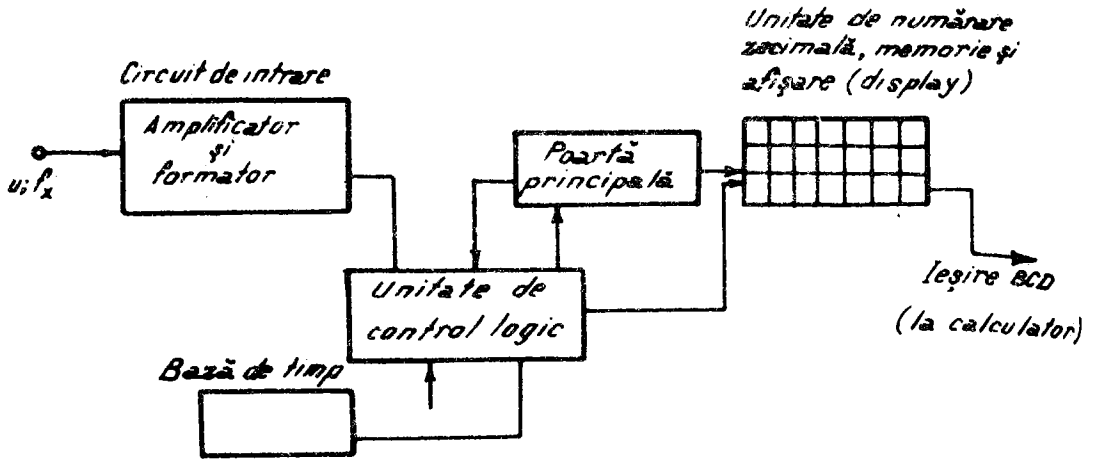 Unitate de numărare
zecimală, memorie și
afișare (display)
Circuit de intrare
Amplificator
și
formator
u; fx
Poartă
principală
Unitate de
control logic
Ieșire BCD
(la calculator)
Bază de timp